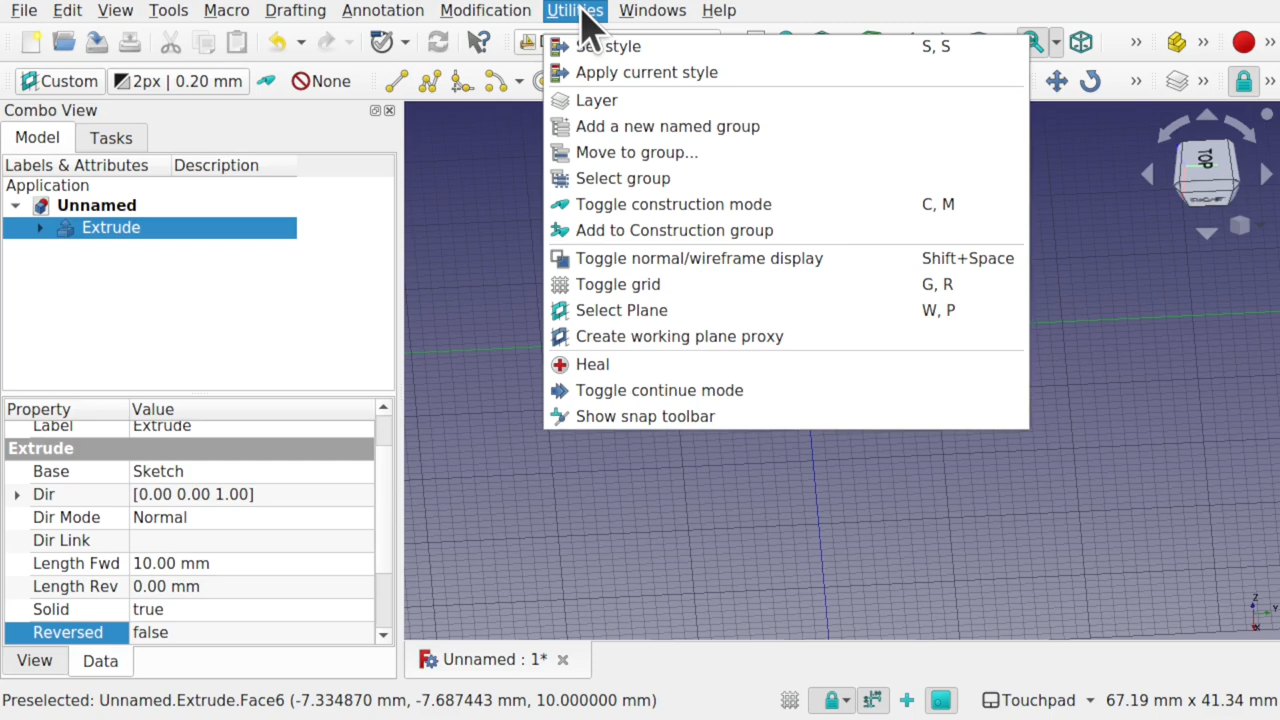 File Edit View Tools Macro Drafting Annotation Modification Utilities Windows Help
style S, S
Custom 2px | 0.20 mm None
Apply current style
Combo View
Layer
Model Tasks
Add a new named group
Labels & Attributes Description
Move to group...
Application
Select group
Unnamed
Toggle construction mode C, M
Extrude
Add to Construction group
Toggle normal/wireframe display Shift+Space
Toggle grid G, R
Select Plane W, P
Create working plane proxy
Heal
Toggle continue mode
Show snap toolbar
TOP
Property Value
Label Extrude
Extrude
Base Sketch
Dir [0.00 0.00 1.00]
Dir Mode Normal
Dir Link
Length Fwd 10.00 mm
Length Rev 0.00 mm
Solid true
Reversed false
Z
Y
X
View Data
Unnamed : 1*
Preselected: Unnamed.Extrude.Face6 (-7.334870 mm, -7.687443 mm, 10.000000 mm) Touchpad 67.19 mm x 41.34 mm